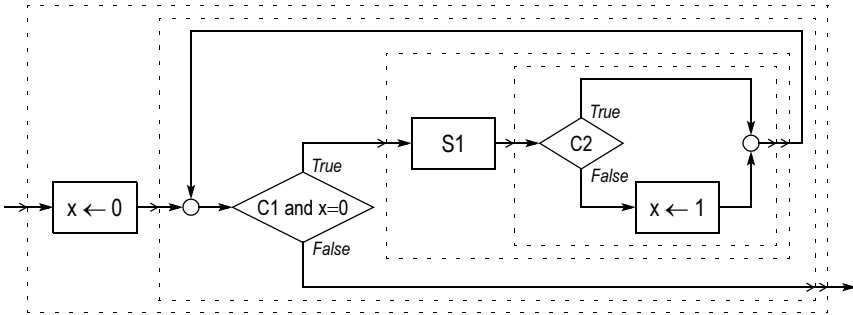 True
S1
C2
True
False
x ← 0
C1 and x=0
x ← 1
False